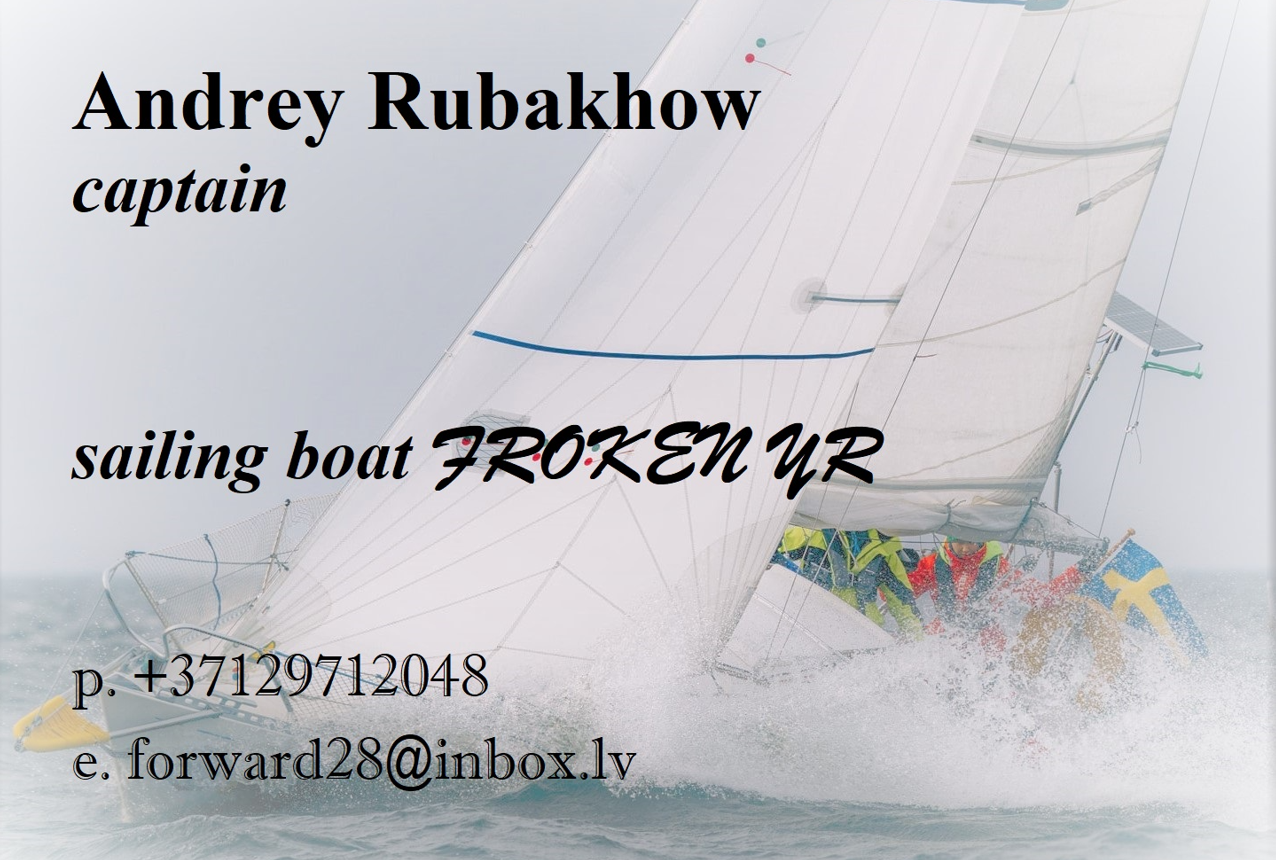 Andrey Rubakhow
captain
sailing boat FROKEN YR
p. +37129712048
e. forward28@inbox.lv